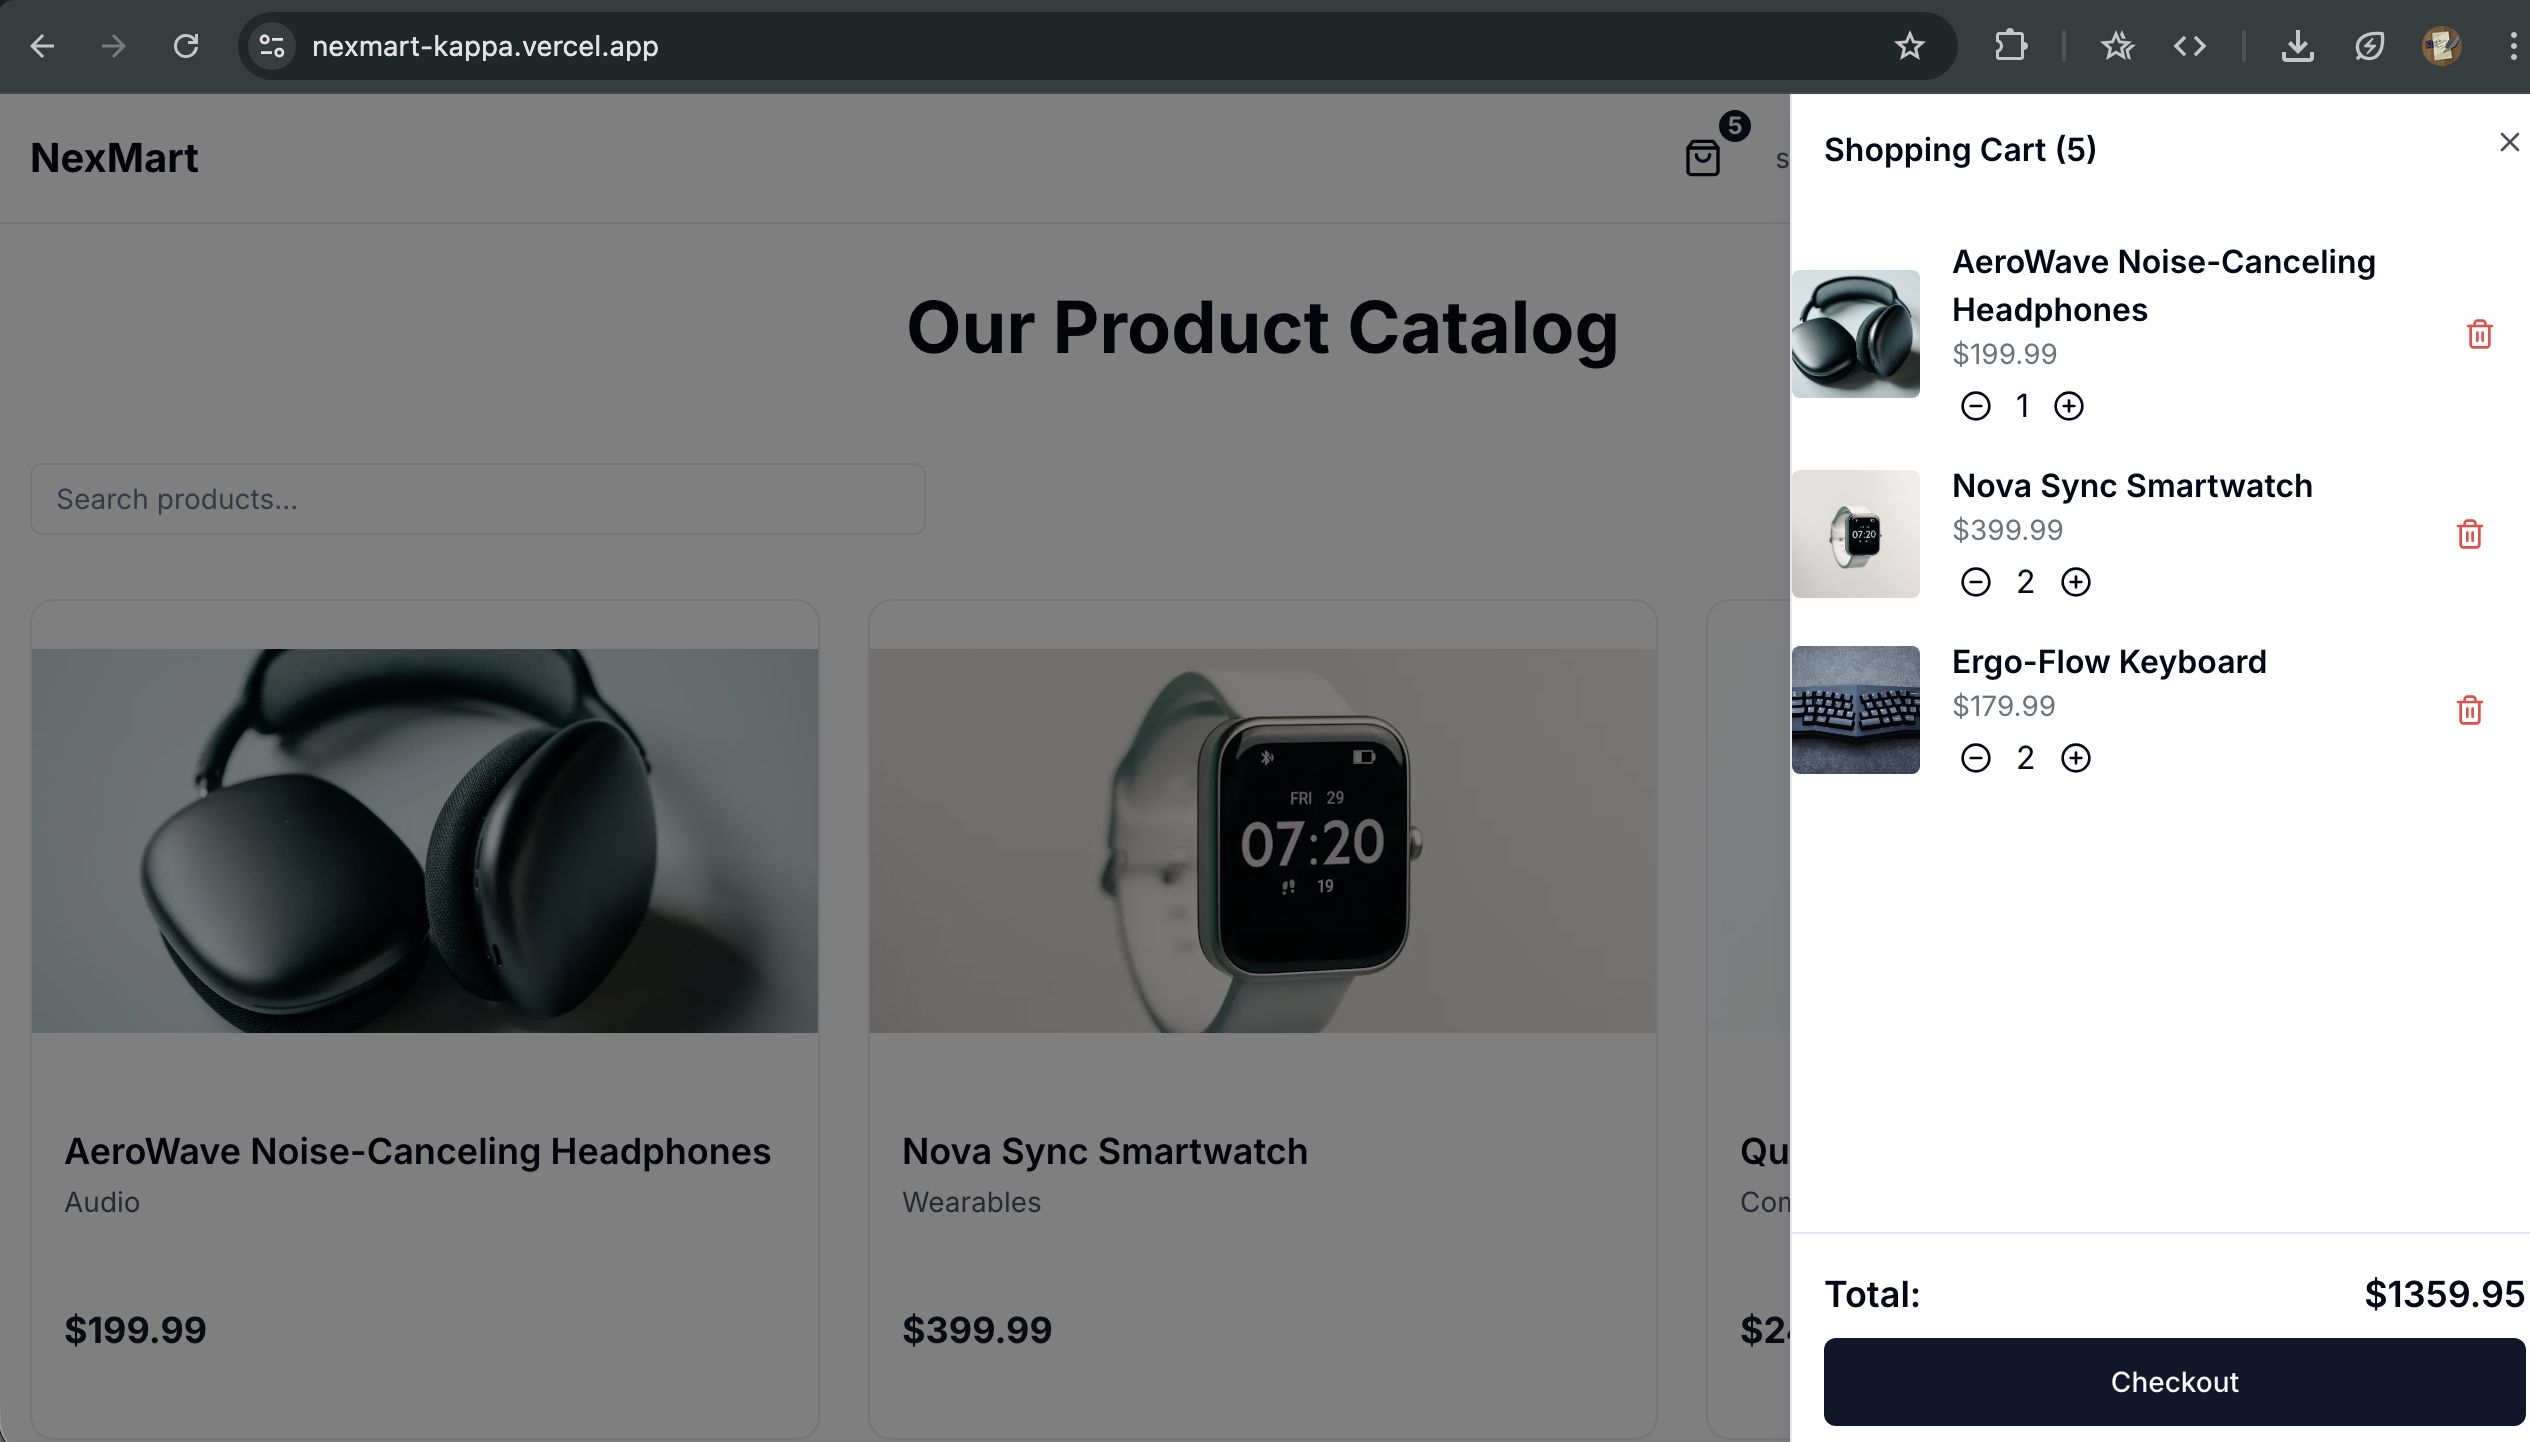 nexmart-kappa.vercel.app
NexMart
5
Our Product Catalog
Search products...
FRI 29
07:20
19
AeroWave Noise-Canceling Headphones
Audio
$199.99
Nova Sync Smartwatch
Wearables
$399.99
Qu
Con
$24
Shopping Cart (5)
AeroWave Noise-Canceling
Headphones
$199.99
1
07:20
Nova Sync Smartwatch
$399.99
2
Ergo-Flow Keyboard
$179.99
2
Total: $1359.95
Checkout